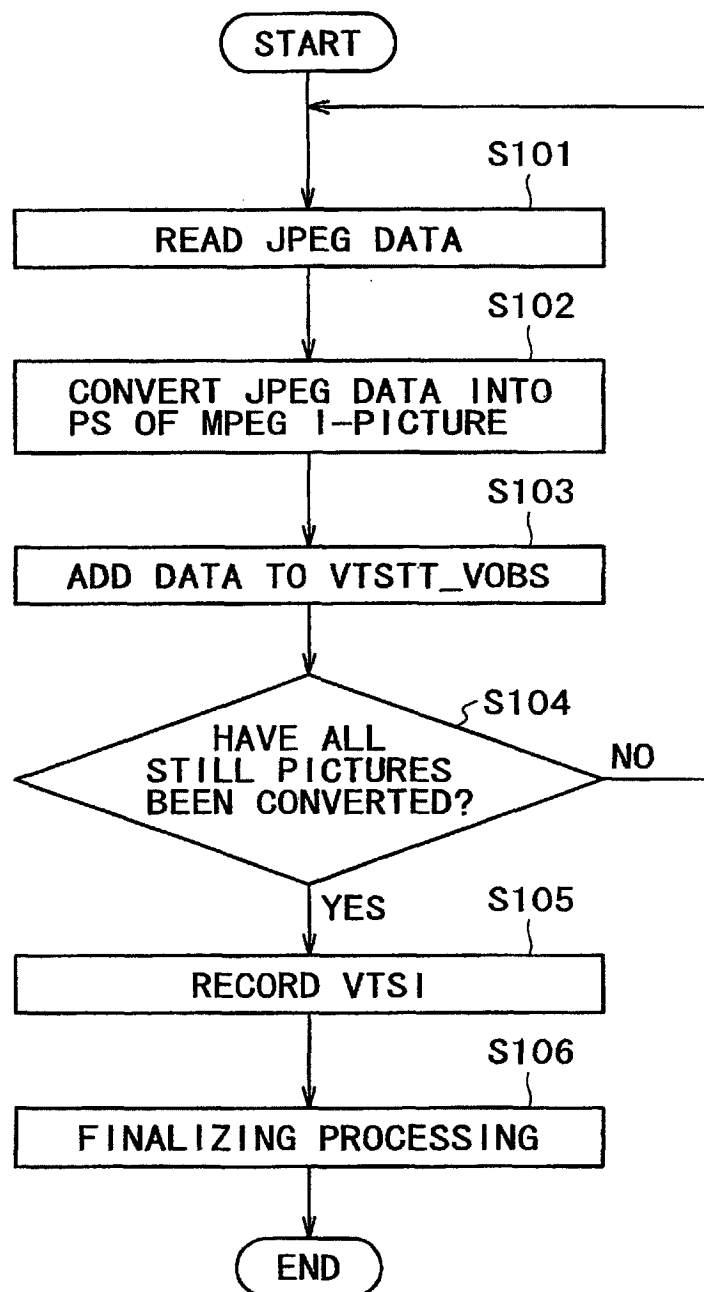 START
S101
READ JPEG DATA
S102
CONVERT JPEG DATA INTO
PS OF MPEG I-PICTURE
S103
ADD DATA TO VTSTT_VOBS
S104
HAVE ALL
STILL PICTURES
BEEN CONVERTED?
NO
YES
S105
RECORD VTSI
S106
FINALIZING PROCESSING
END